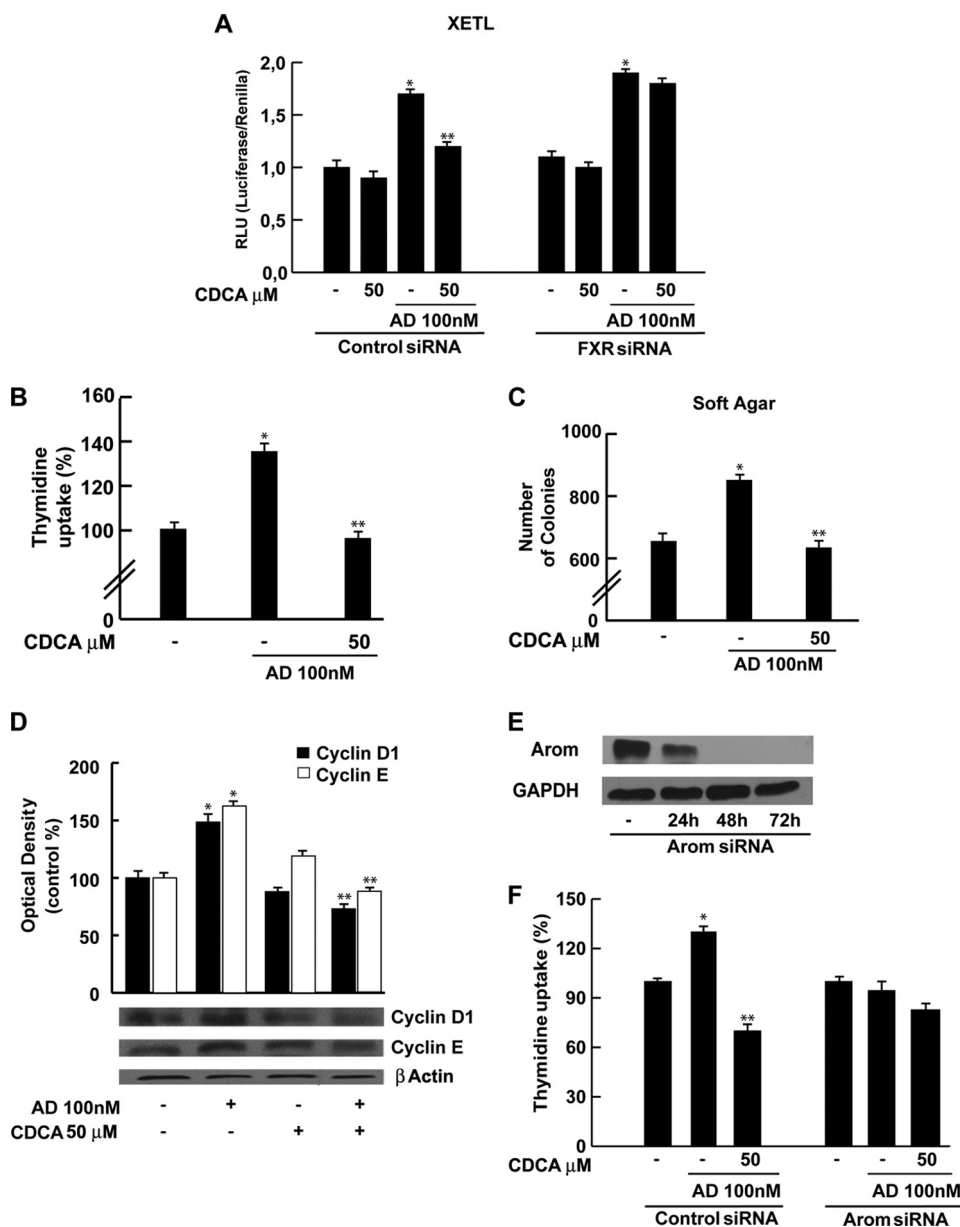 A
XETL
RLU (Luciferase/Renilla)
2,0
1,5
1,0
0,5
0,0
*
**
*
CDCA µM
- 50 - 50 - 50 - 50
AD 100nM AD 100nM
Control siRNA FXR siRNA
B
Thymidine
uptake (%)
160
140
120
100
0
*
**
CDCA µM - - 50
AD 100nM
C
Soft Agar
Number
of Colonies
1000
800
600
0
*
**
CDCA µM - - 50
AD 100nM
D
Cyclin D1
Cyclin E
Optical Density
(control %)
200
150
100
50
0
* *
** **
Cyclin D1
Cyclin E
β Actin
AD 100nM - + - +
CDCA 50 µM - - + +
E
Arom
GAPDH
- 24h 48h 72h
Arom siRNA
F
Thymidine uptake (%)
150
120
90
60
30
0
*
**
CDCA µM - - 50 - - 50
AD 100nM AD 100nM
Control siRNA Arom siRNA